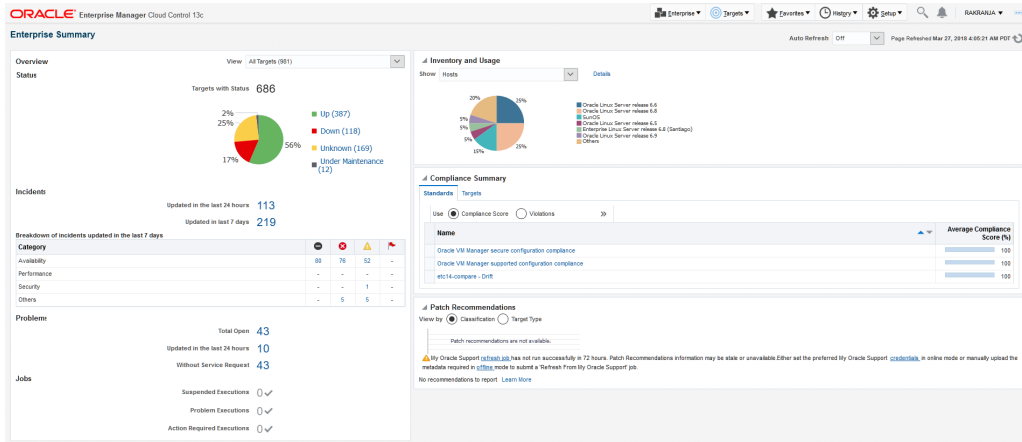 ORACLE Enterprise Manager Cloud Control 13c
Enterprise Targets Favorites History Setup RAKRANJA
Enterprise Summary
Auto Refresh Off Page Refreshed Mar 27, 2018 4:05:21 AM PDT
Overview
View All Targets (981)
Status
Targets with Status 686
2%
25%
17%
56%
Up (387)
Down (118)
Unknown (169)
Under Maintenance
(12)
Incidents
Updated in the last 24 hours 113
Updated in last 7 days 219
Breakdown of incidents updated in the last 7 days
Category
Availability 88 76 52 -
Performance - - - -
Security - - 1 -
Others - 5 5 -
Problems
Total Open 43
Updated in the last 24 hours 10
Without Service Request 43
Jobs
Suspended Executions 0
Problem Executions 0
Action Required Executions 0
Inventory and Usage
Show Hosts Details
20%
25%
5%
5%
5%
15%
25%
Oracle Linux Server release 6.6
Oracle Linux Server release 6.8
SunOS
Oracle Linux Server release 6.5
Enterprise Linux Server release 6.8 (Santiago)
Oracle Linux Server release 6.9
Others
Compliance Summary
Standards Targets
Use Compliance Score Violations »
Name Average Compliance
Score (%)
Oracle VM Manager secure configuration compliance 100
Oracle VM Manager supported configuration compliance 100
etc14-compare - Drift 100
Patch Recommendations
View by Classification Target Type
Patch recommendations are not available.
My Oracle Support refresh job has not run successfully in 72 hours. Patch Recommendations information may be stale or unavailable.Either set the preferred My Oracle Support credentials in online mode or manually upload the
metadata required in offline mode to submit a 'Refresh From My Oracle Support' job.
No recommendations to report Learn More